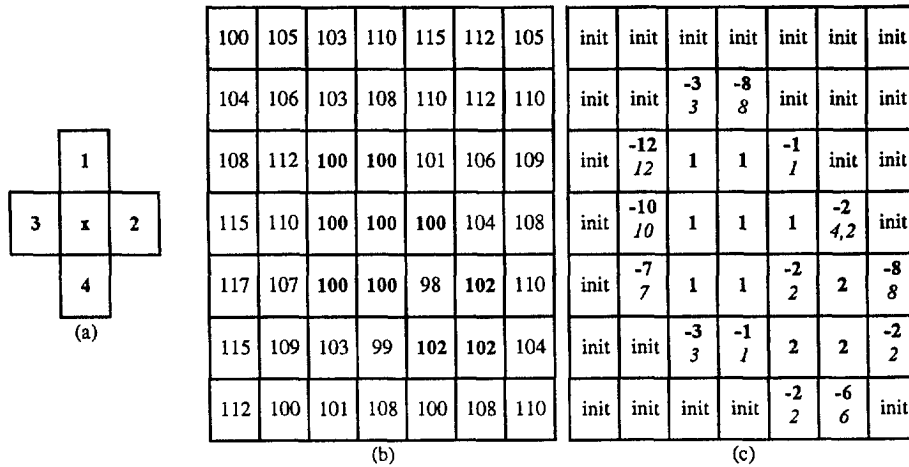 1
3 x 2
4
(a)
100 105 103 110 115 112 105
104 106 103 108 110 112 110
108 112 100 100 101 106 109
115 110 100 100 100 104 108
117 107 100 100 98 102 110
115 109 103 99 102 102 104
112 100 101 108 100 108 110
(b)
init init init init init init init
init init -3 -8 init init init
3 8
init -12 1 1 -1 init init
12 1
init -10 1 1 1 -2 init
10 4,2
init -7 1 1 -2 2 -8
7 2 8
init init -3 -1 2 2 -2
3 1 2
init init init init -2 -6 init
2 6
(c)